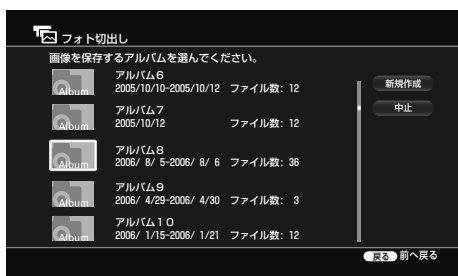 フォト切出し
画像を保存するアルバムを選んでください。
Album
アルバム6
2005/10/10-2005/10/12 ファイル数: 12
新規作成
Album
アルバム7
2005/10/12 ファイル数: 12
中止
Album
アルバム8
2006/ 8/ 5-2006/ 8/ 6 ファイル数: 36
Album
アルバム9
2006/ 4/29-2006/ 4/30 ファイル数: 3
Album
アルバム10
2006/ 1/15-2006/ 1/21 ファイル数: 12
戻る 前へ戻る